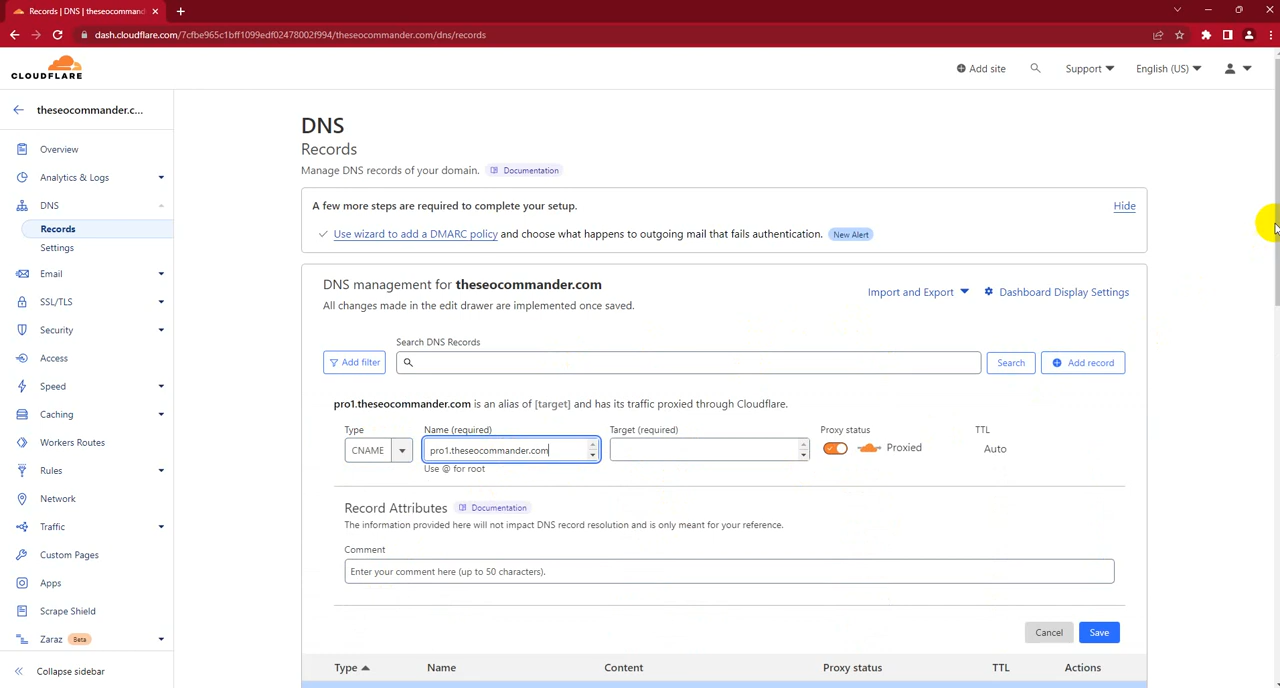 Records | DNS | theseocommand
dash.cloudflare.com/7cfbe965c1bff1099edf02478002f994/theseocommander.com/dns/records
CLOUDFLARE
Add site
Support
English (US)
theseocommander.c...
Overview
Analytics & Logs
DNS
Records
Settings
Email
SSL/TLS
Security
Access
Speed
Caching
Workers Routes
Rules
Network
Traffic
Custom Pages
Apps
Scrape Shield
Zaraz Beta
Collapse sidebar
DNS
Records
Manage DNS records of your domain. Documentation
A few more steps are required to complete your setup. Hide
Use wizard to add a DMARC policy and choose what happens to outgoing mail that fails authentication. New Alert
DNS management for theseocommander.com
All changes made in the edit drawer are implemented once saved.
Import and Export Dashboard Display Settings
Search DNS Records
Add filter Search Add record
pro1.theseocommander.com is an alias of [target] and has its traffic proxied through Cloudflare.
Type Name (required) Target (required) Proxy status TTL
CNAME pro1.theseocommander.com Proxied Auto
Use @ for root
Record Attributes Documentation
The information provided here will not impact DNS record resolution and is only meant for your reference.
Comment
Enter your comment here (up to 50 characters).
Cancel Save
Type Name Content Proxy status TTL Actions